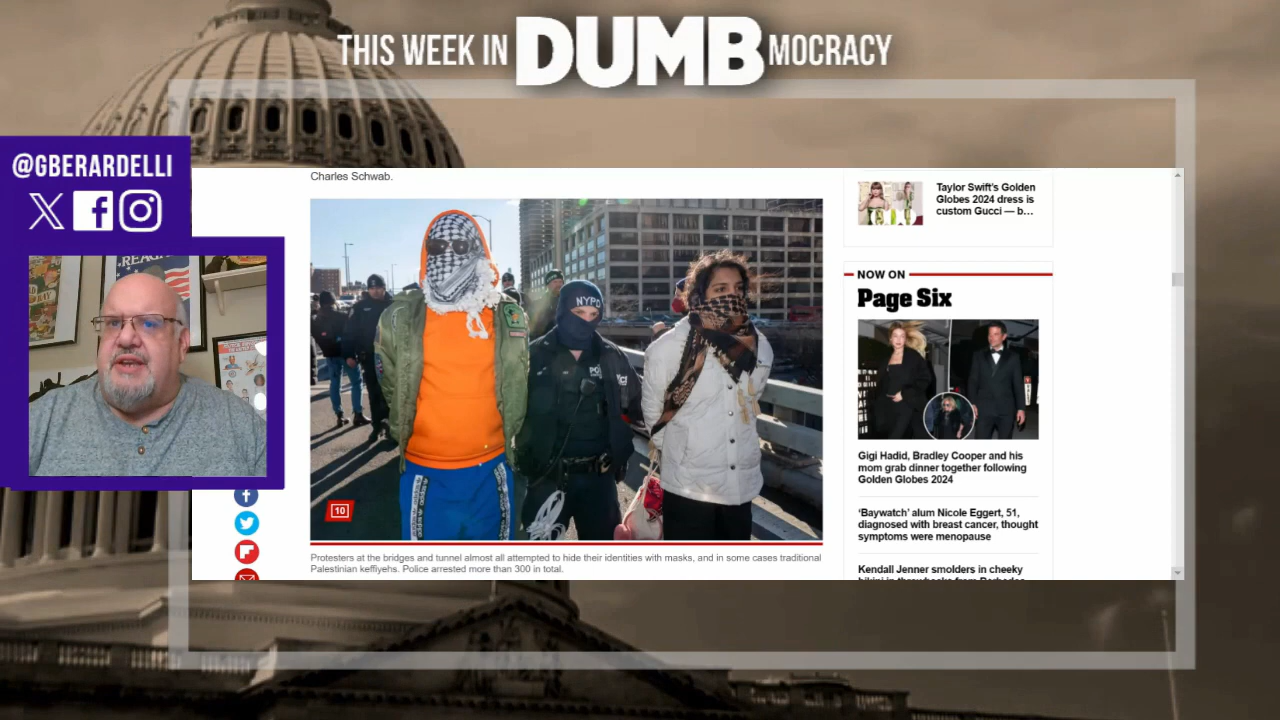 THIS WEEK IN DUMBMOCRACY
@GBERARDELLI
REAG
Charles Schwab.
NYPD
10
Protesters at the bridges and tunnel almost all attempted to hide their identities with masks, and in some cases traditional
Palestinian keffiyehs. Police arrested more than 300 in total.
Taylor Swift's Golden
Globes 2024 dress is
custom Gucci — b...
NOW ON
Page Six
Gigi Hadid, Bradley Cooper and his
mom grab dinner together following
Golden Globes 2024
‘Baywatch’ alum Nicole Eggert, 51,
diagnosed with breast cancer, thought
symptoms were menopause
Kendall Jenner smolders in cheeky